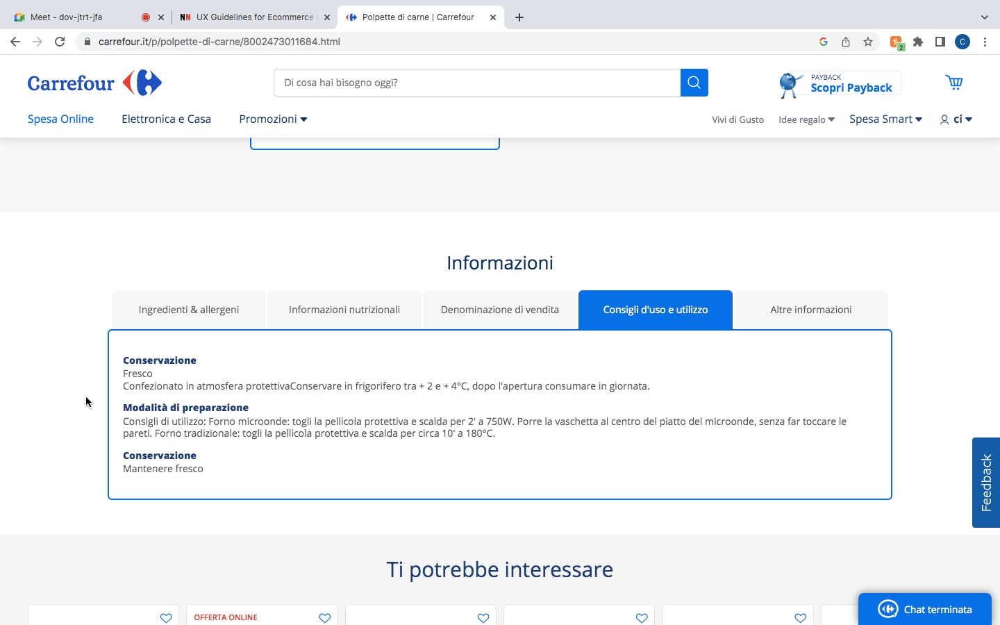 Meet - dov-jtrt-jfa
UX Guidelines for Ecommerce
Polpette di carne | Carrefour
carrefour.it/p/polpette-di-carne/8002473011684.html
2
C
Carrefour
Di cosa hai bisogno oggi?
PAYBACK
Scopri Payback
Spesa Online
Elettronica e Casa
Promozioni
Vivi di Gusto
Idee regalo
Spesa Smart
ci
Informazioni
Ingredienti & allergeni
Informazioni nutrizionali
Denominazione di vendita
Consigli d'uso e utilizzo
Altre informazioni
Conservazione
Fresco
Confezionato in atmosfera protettivaConservare in frigorifero tra + 2 e + 4°C, dopo l'apertura consumare in giornata.
Modalità di preparazione
Consigli di utilizzo: Forno microonde: togli la pellicola protettiva e scalda per 2' a 750W. Porre la vaschetta al centro del piatto del microonde, senza far toccare le
pareti. Forno tradizionale: togli la pellicola protettiva e scalda per circa 10' a 180°C.
Conservazione
Mantenere fresco
Feedback
Ti potrebbe interessare
OFFERTA ONLINE
Chat terminata